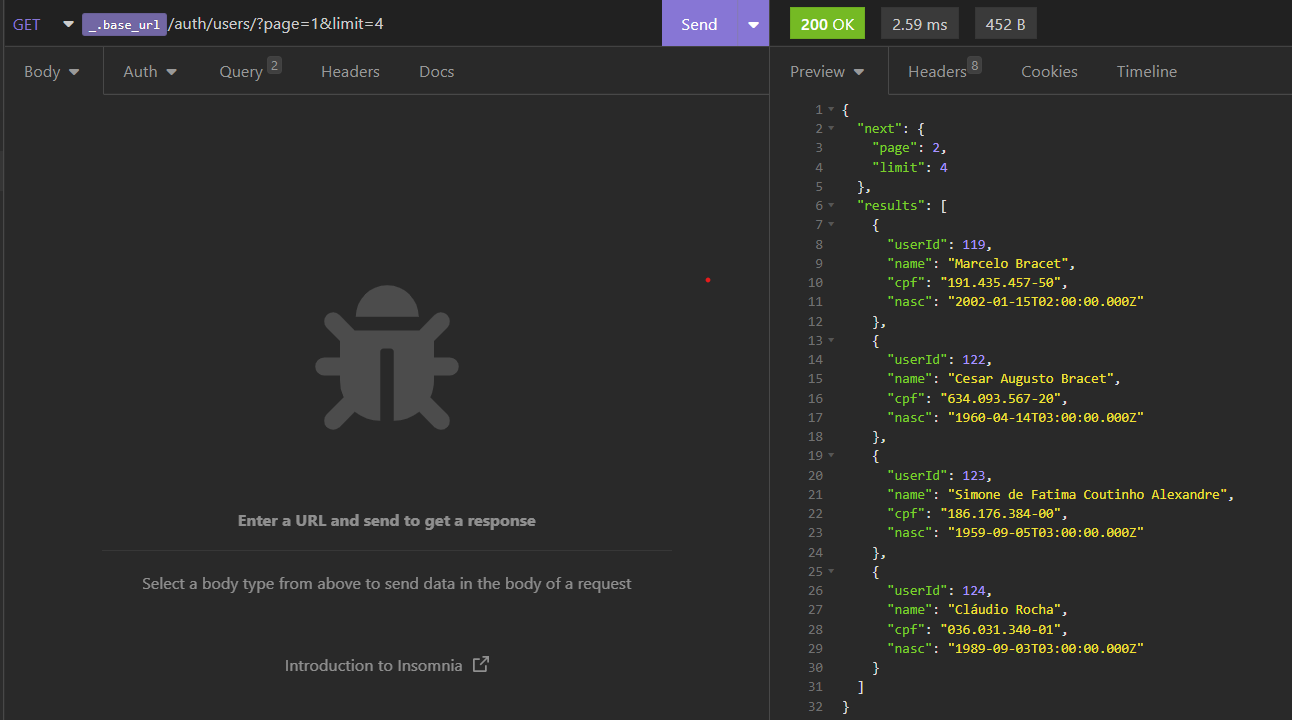 GET _.base_url /auth/users/?page=1&limit=4 Send 200 OK 2.59 ms 452 B
Body Auth Query 2 Headers Docs Preview Headers 8 Cookies Timeline
Enter a URL and send to get a response
Select a body type from above to send data in the body of a request
Introduction to Insomnia
1 {
2 "next": {
3 "page": 2,
4 "limit": 4
5 },
6 "results": [
7 {
8 "userId": 119,
9 "name": "Marcelo Bracet",
10 "cpf": "191.435.457-50",
11 "nasc": "2002-01-15T02:00:00.000Z"
12 },
13 {
14 "userId": 122,
15 "name": "Cesar Augusto Bracet",
16 "cpf": "634.093.567-20",
17 "nasc": "1960-04-14T03:00:00.000Z"
18 },
19 {
20 "userId": 123,
21 "name": "Simone de Fatima Coutinho Alexandre",
22 "cpf": "186.176.384-00",
23 "nasc": "1959-09-05T03:00:00.000Z"
24 },
25 {
26 "userId": 124,
27 "name": "Cláudio Rocha",
28 "cpf": "036.031.340-01",
29 "nasc": "1989-09-03T03:00:00.000Z"
30 }
31 ]
32 }